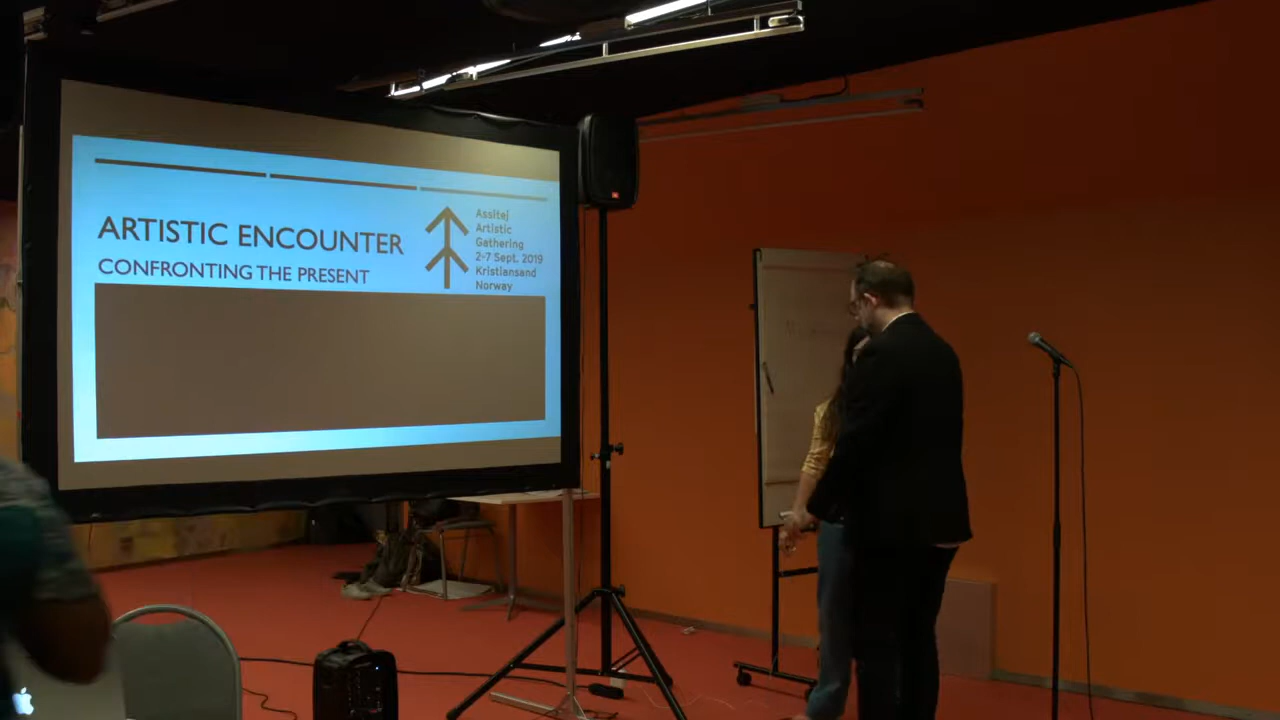 ARTISTIC ENCOUNTER
CONFRONTING THE PRESENT
Assitej
Artistic
Gathering
2-7 Sept. 2019
Kristiansand
Norway